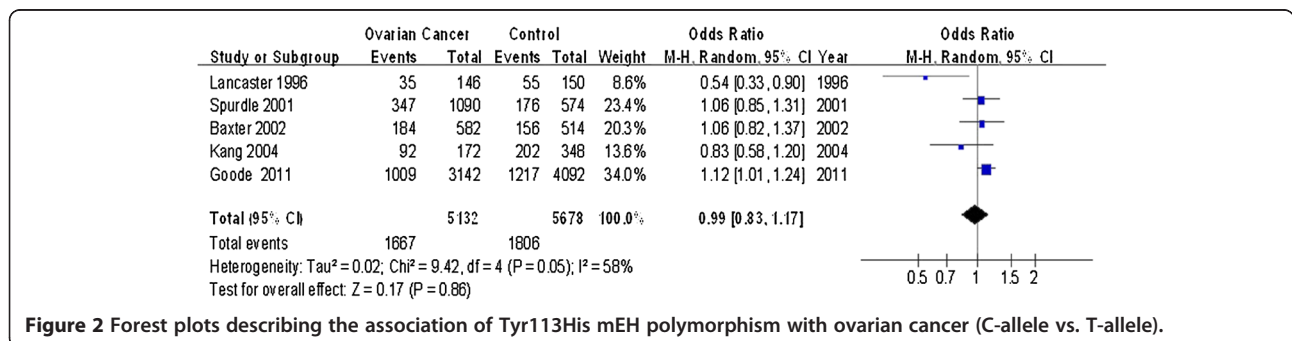 Ovarian Cancer Control Odds Ratio Odds Ratio
Study or Subgroup Events Total Events Total Weight M-H, Random, 95% CI Year M-H, Random, 95% CI
Lancaster 1996 35 146 55 150 8.6% 0.54 [0.33, 0.90] 1996
Spurdle 2001 347 1090 176 574 23.4% 1.06 [0.85, 1.31] 2001
Baxter 2002 184 582 156 514 20.3% 1.06 [0.82, 1.37] 2002
Kang 2004 92 172 202 348 13.6% 0.83 [0.58, 1.20] 2004
Goode 2011 1009 3142 1217 4092 34.0% 1.12 [1.01, 1.24] 2011
Total (95% CI) 5132 5678 100.0% 0.99 [0.83, 1.17]
Total events 1667 1806
Heterogeneity: Tau² = 0.02; Chi² = 9.42, df = 4 (P = 0.05); I² = 58%
Test for overall effect: Z = 0.17 (P = 0.86)
0.5 0.7 1 1.5 2
Figure 2 Forest plots describing the association of Tyr113His mEH polymorphism with ovarian cancer (C-allele vs. T-allele).